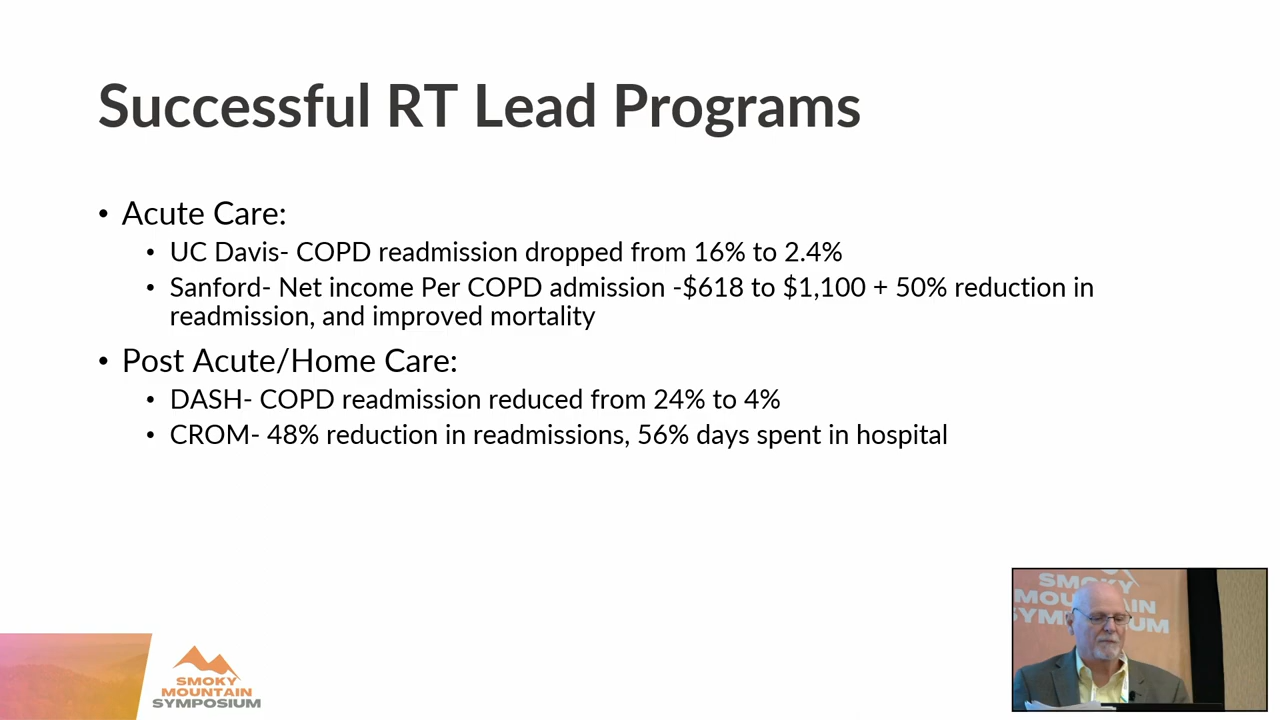 Successful RT Lead Programs
• Acute Care:
• UC Davis- COPD readmission dropped from 16% to 2.4%
• Sanford- Net income Per COPD admission -$618 to $1,100 + 50% reduction in
readmission, and improved mortality
• Post Acute/Home Care:
• DASH- COPD readmission reduced from 24% to 4%
• CROM- 48% reduction in readmissions, 56% days spent in hospital
SMOKY
MOUNTAIN
SYMPOSIUM
SMOKY
MOUNTAIN
SYMPOSIUM